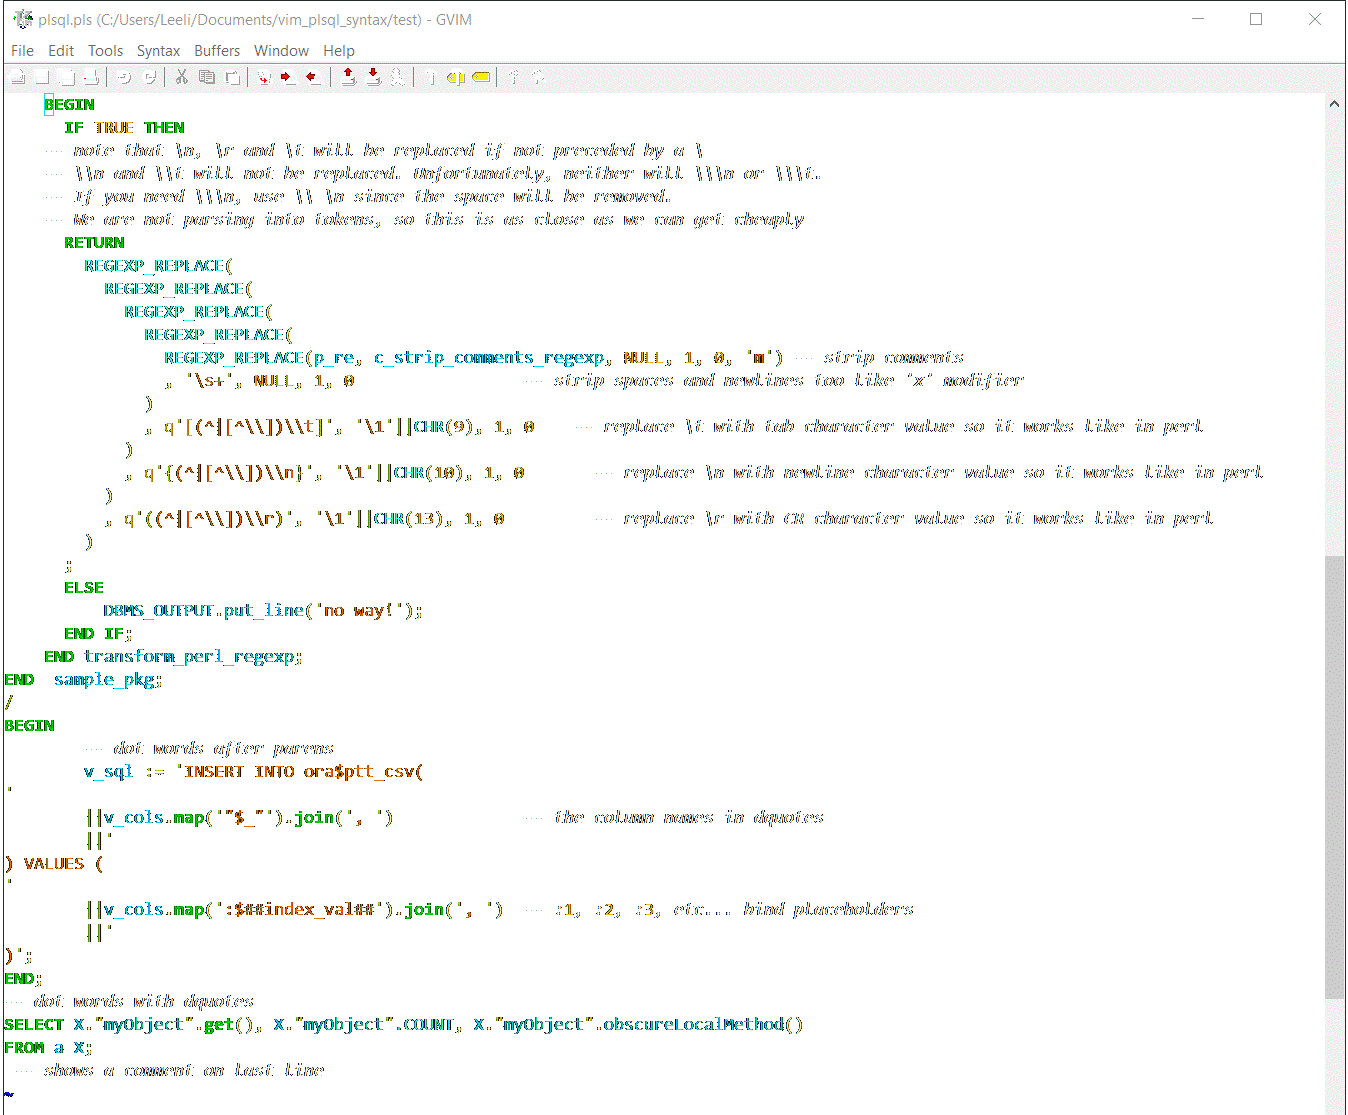 plsql.pls (C:/Users/Leeli/Documents/vim_plsql_syntax/test) - GVIM
File Edit Tools Syntax Buffers Window Help
BEGIN
IF TRUE THEN
-- note that \n, \r and \t will be replaced if not preceded by a \
-- \\n and \\t will not be replaced. Unfortunately, neither will \\\n or \\\t.
-- If you need \\\n, use \\ \n since the space will be removed.
-- We are not parsing into tokens, so this is as close as we can get cheaply
RETURN
REGEXP_REPLACE(
REGEXP_REPLACE(
REGEXP_REPLACE(
REGEXP_REPLACE(
REGEXP_REPLACE(p_re, c_strip_comments_regexp, NULL, 1, 0, 'm') -- strip comments
, '\s+', NULL, 1, 0 -- strip spaces and newlines too like 'x' modifier
)
, q'[(^|[^\\])\\t]', '\1'||CHR(9), 1, 0 -- replace \t with tab character value so it works like in perl
)
, q'{(^|[^\\])\\n}', '\1'||CHR(10), 1, 0 -- replace \n with newline character value so it works like in perl
)
, q'((^|[^\\])\\r)', '\1'||CHR(13), 1, 0 -- replace \r with CR character value so it works like in perl
)
;
ELSE
DBMS_OUTPUT.put_line('no way!');
END IF;
END transform_perl_regexp;
END sample_pkg;
/
BEGIN
-- dot words after parens
v_sql := 'INSERT INTO ora$ptt_csv(
'
||v_cols.map('"$_"').join(', ') -- the column names in dquotes
||'
) VALUES (
'
||v_cols.map(':$##index_val##').join(', ') -- :1, :2, :3, etc... bind placeholders
||'
)';
END;
-- dot words with dquotes
SELECT X."myObject".get(), X."myObject".COUNT, X."myObject".obscureLocalMethod()
FROM a X;
-- shows a comment on last line
~